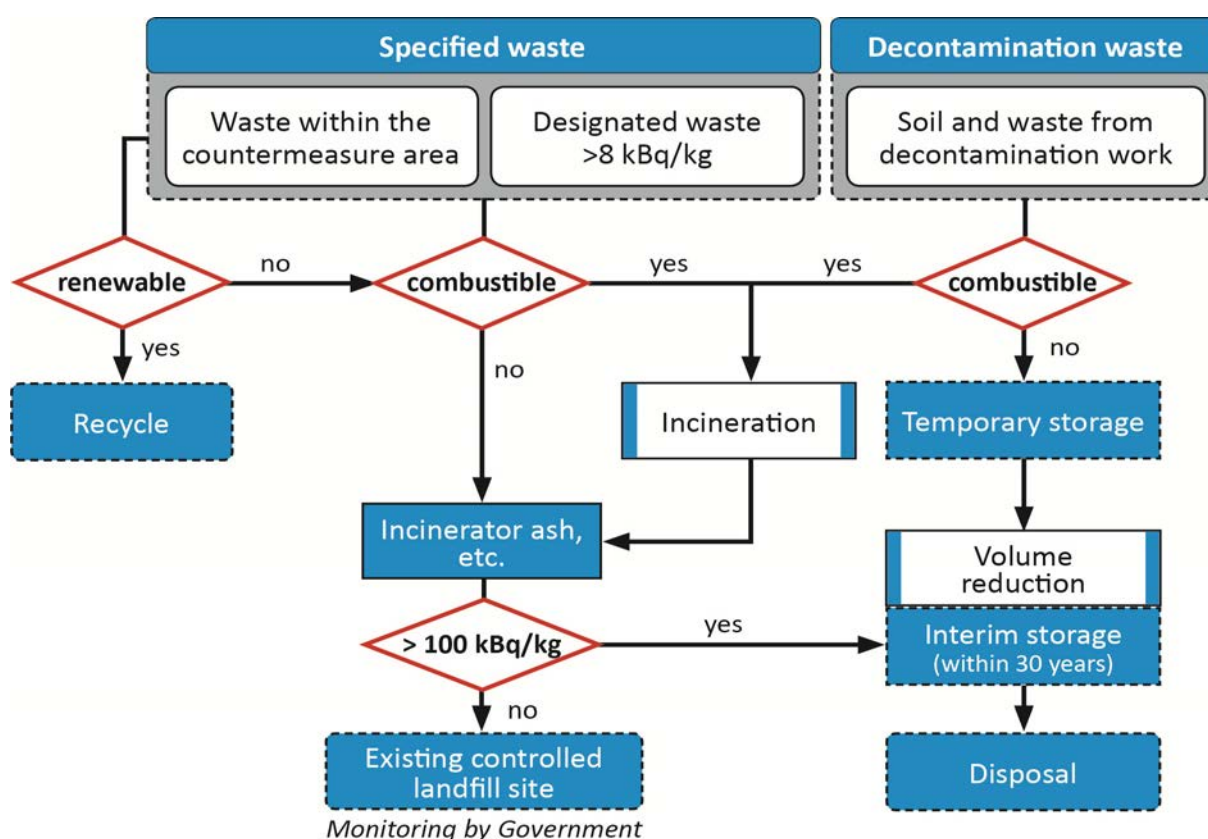 Specified waste
Decontamination waste
Waste within the
countermeasure area
Designated waste
>8 kBq/kg
Soil and waste from
decontamination work
renewable
no
combustible
yes
yes
combustible
yes
no
no
Recycle
Incineration
Temporary storage
Incinerator ash,
etc.
Volume
reduction
> 100 kBq/kg
yes
Interim storage
(within 30 years)
no
Existing controlled
landfill site
Disposal
Monitoring by Government